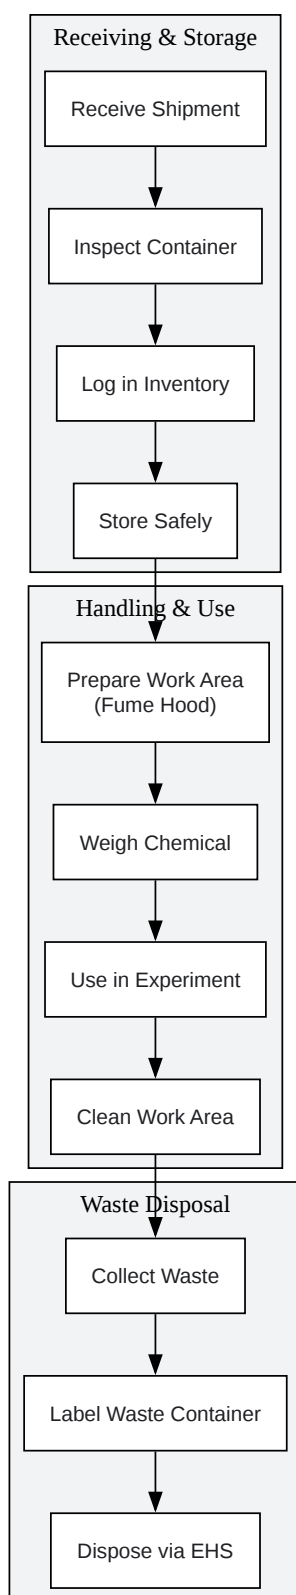 Receiving & Storage
Receive Shipment
Inspect Container
Log in Inventory
Store Safely
Handling & Use
Prepare Work Area
(Fume Hood)
Weigh Chemical
Use in Experiment
Clean Work Area
Waste Disposal
Collect Waste
Label Waste Container
Dispose via EHS